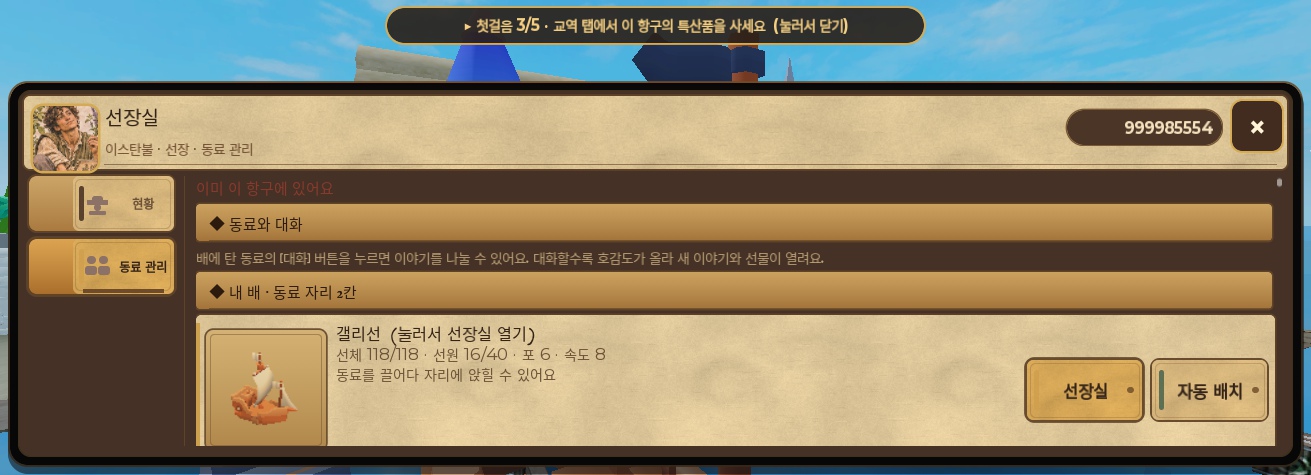 ▸ 첫걸음 3/5 · 교역 탭에서 이 항구의 특산품을 사세요 (눌러서 닫기)
선장실
이스탄불 · 선장 · 동료 관리
999985554
×
현황
동료 관리
이미 이 항구에 있어요
◆ 동료와 대화
배에 탄 동료의 [대화] 버튼을 누르면 이야기를 나눌 수 있어요. 대화할수록 호감도가 올라 새 이야기와 선물이 열려요.
◆ 내 배 · 동료 자리 2칸
갤리선 (눌러서 선장실 열기)
선체 118/118 · 선원 16/40 · 포 6 · 속도 8
동료를 끌어다 자리에 앉힐 수 있어요
선장실
자동 배치